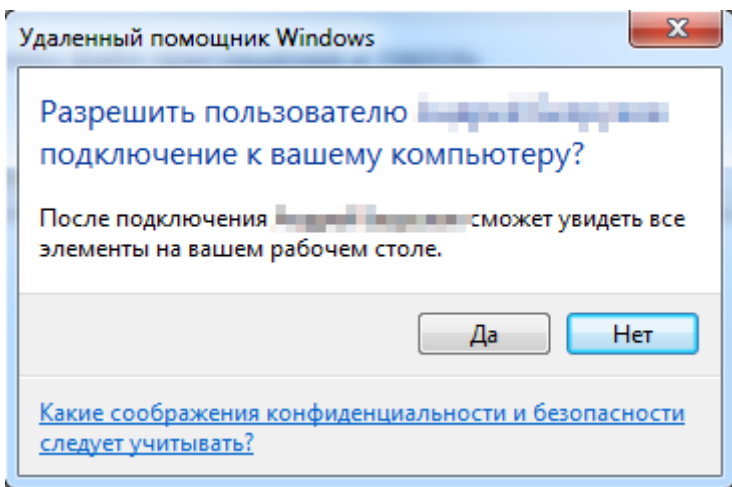 Удаленный помощник Windows
Разрешить пользователю
подключение к вашему компьютеру?
После подключения сможет увидеть все
элементы на вашем рабочем столе.
Да
Нет
Какие соображения конфиденциальности и безопасности
следует учитывать?